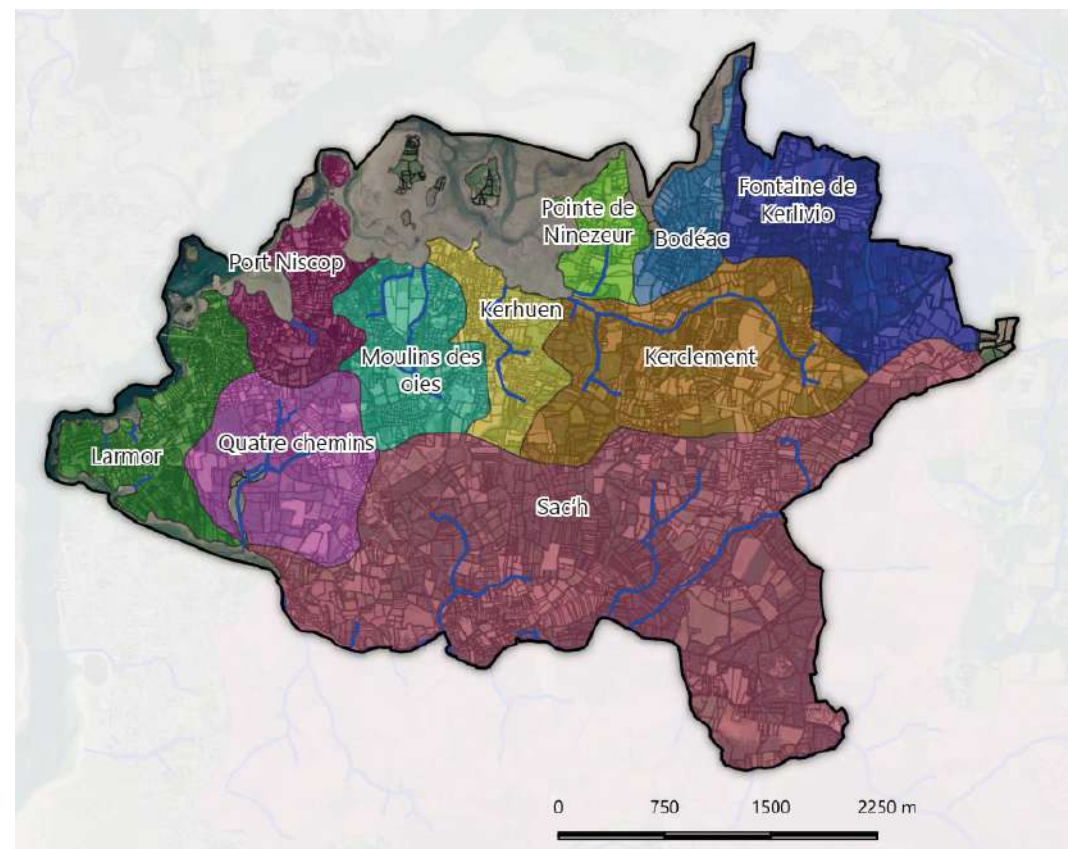 Fontaine de
Kerlivio
Pointe de
Ninezeur
Bodéac
Port Niscop
Kerhuen
Moulins des
oies
Kerclement
Quatre chemins
Larmor
Sac'h
0 750 1500 2250 m